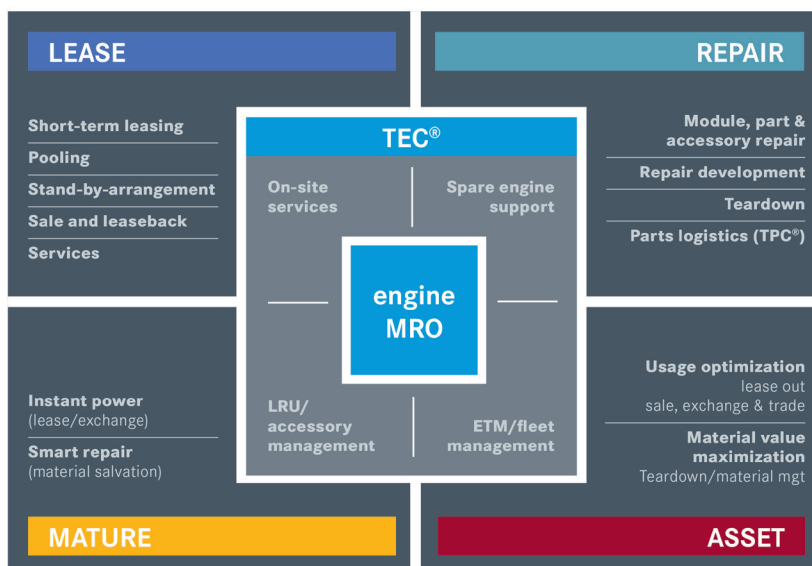 LEASE
Short-term leasing
Pooling
Stand-by-arrangement
Sale and leaseback
Services
REPAIR
Module, part &
accessory repair
Repair development
Teardown
Parts logistics (TPC®)
TEC®
On-site
services
Spare engine
support
engine
MRO
LRU/
accessory
management
ETM/fleet
management
Instant power
(lease/exchange)
Smart repair
(material salvation)
MATURE
Usage optimization
lease out
sale, exchange & trade
Material value
maximization
Teardown/material mgt
ASSET